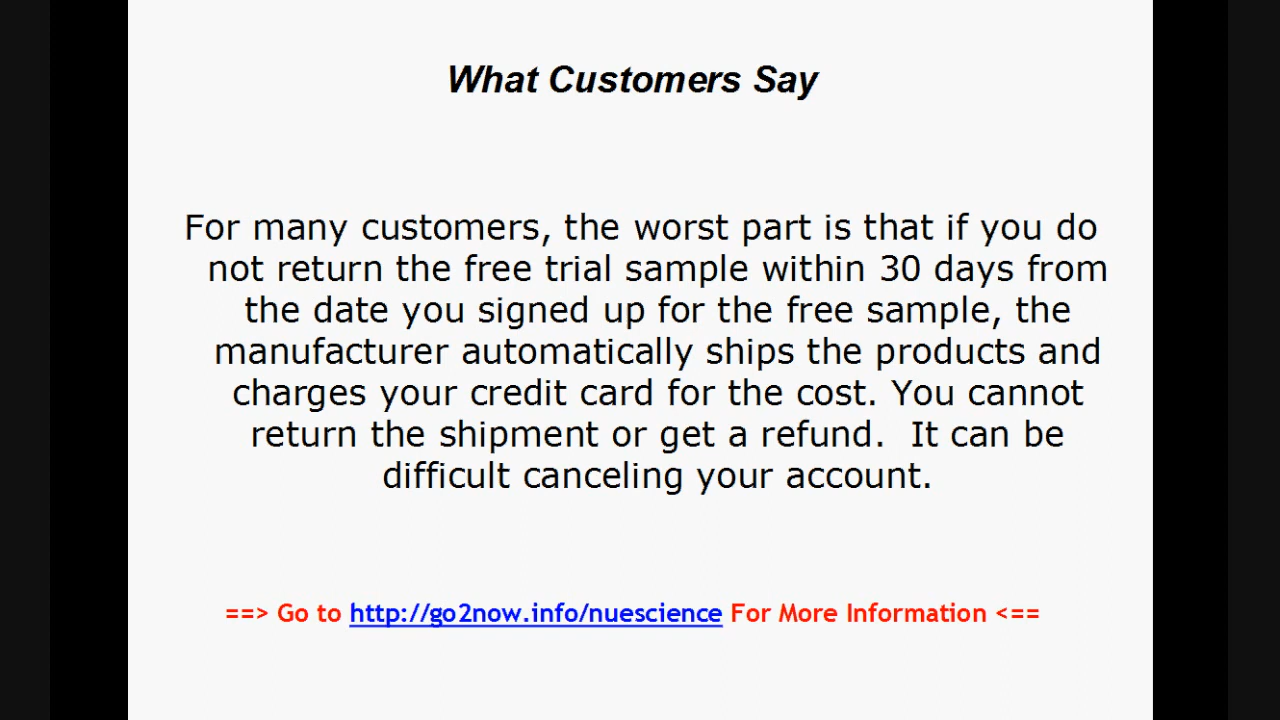 What Customers Say
For many customers, the worst part is that if you do
not return the free trial sample within 30 days from
the date you signed up for the free sample, the
manufacturer automatically ships the products and
charges your credit card for the cost. You cannot
return the shipment or get a refund.  It can be
difficult canceling your account.
==> Go to http://go2now.info/nuescience For More Information <==